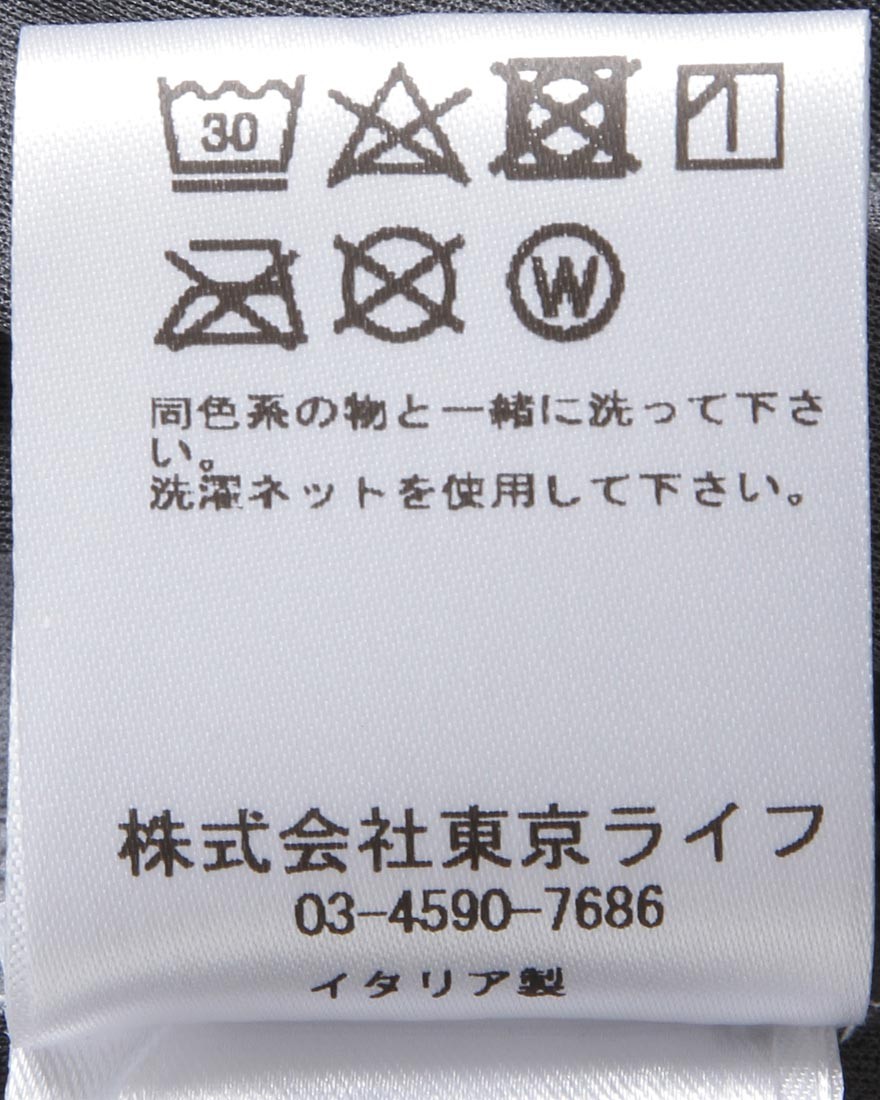 30
W
同色系の物と一緒に洗って下さ
い。
洗濯ネットを使用して下さい。
株式会社東京ライフ
03-4590-7686
イタリア製